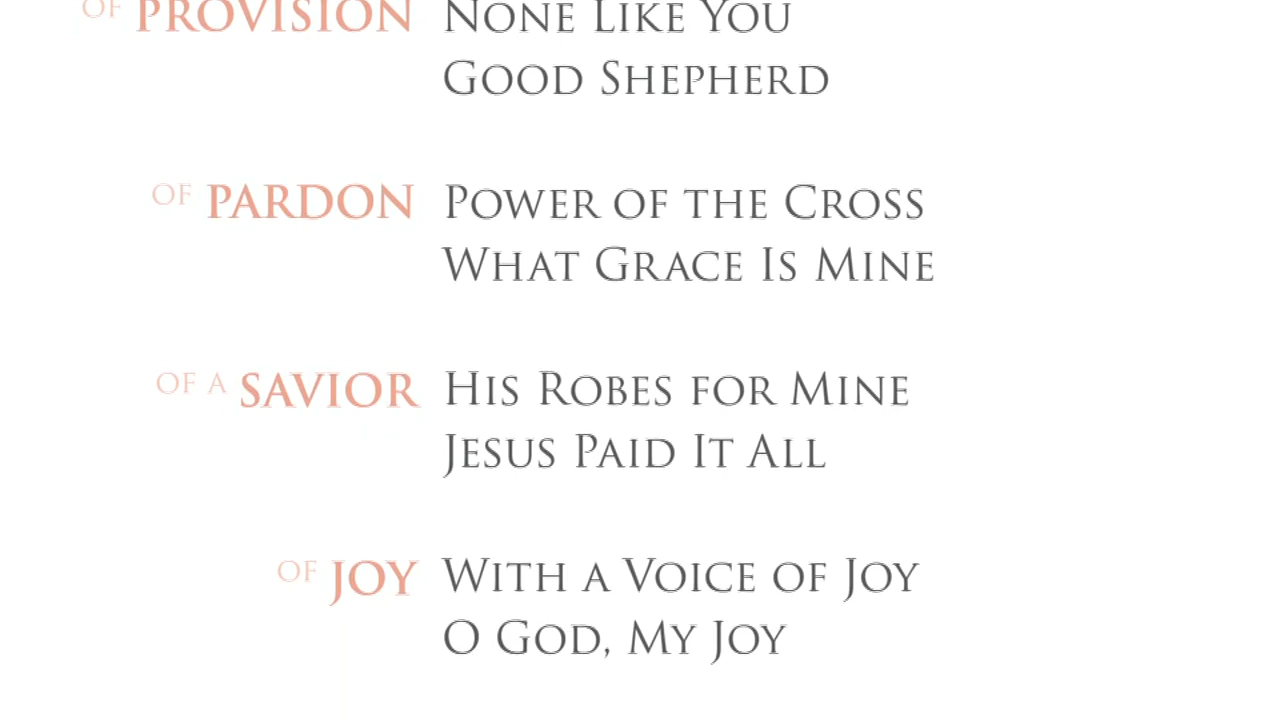 OF PROVISION NONE LIKE YOU
GOOD SHEPHERD
OF PARDON POWER OF THE CROSS
WHAT GRACE IS MINE
OF A SAVIOR HIS ROBES FOR MINE
JESUS PAID IT ALL
OF JOY WITH A VOICE OF JOY
O GOD, MY JOY